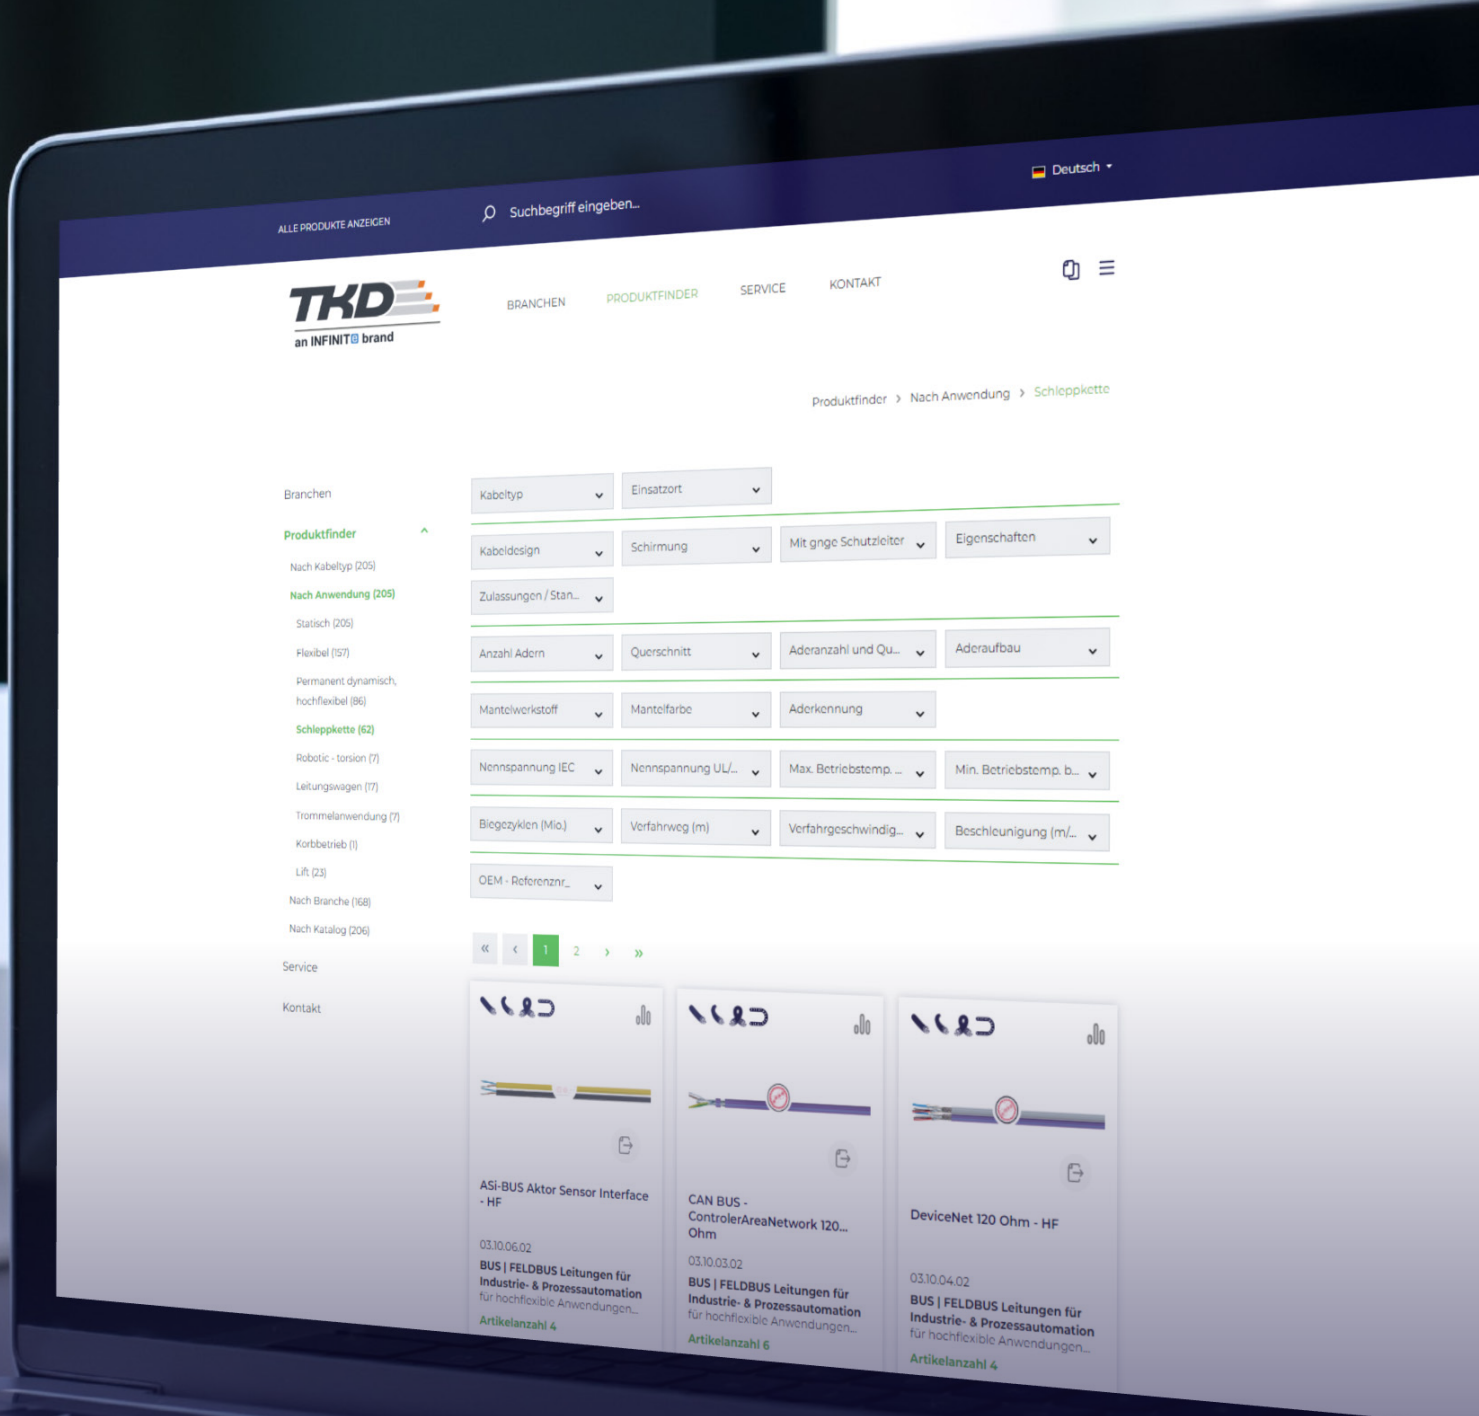 ALLE PRODUKTE ANZEIGEN
Suchbegriff eingeben...
Deutsch
TKD
an INFINITO brand
BRANCHEN
PRODUKTFINDER
SERVICE
KONTAKT
Produktfinder > Nach Anwendung > Schleppkette
Branchen
Produktfinder
Nach Kabeltyp (205)
Nach Anwendung (205)
Statisch (205)
Flexibel (157)
Permanent dynamisch,
hochflexibel (86)
Schleppkette (62)
Robotic - torsion (7)
Leitungswagen (17)
Trommelanwendung (7)
Korbbetrieb (1)
Lift (23)
Nach Branche (168)
Nach Katalog (206)
Service
Kontakt
Kabeltyp
Einsatzort
Kabeldesign
Schirmung
Mit gnge Schutzleiter
Eigenschaften
Zulassungen / Stan...
Anzahl Adern
Querschnitt
Aderanzahl und Qu...
Aderaufbau
Mantelwerkstoff
Mantelfarbe
Aderkennung
Nennspannung IEC
Nennspannung UL/...
Max. Betriebstemp. ...
Min. Betriebstemp. b...
Biegezyklen (Mio.)
Verfahrweg (m)
Verfahrgeschwindig...
Beschleunigung (m/...
OEM - Referenznr...
« ‹ 1 2 › »
ASi-BUS Aktor Sensor Interface
- HF
03.10.06.02
BUS | FELDBUS Leitungen für
Industrie- & Prozessautomation
für hochflexible Anwendungen...
Artikelanzahl 4
CAN BUS -
ControlerAreaNetwork 120...
Ohm
03.10.03.02
BUS | FELDBUS Leitungen für
Industrie- & Prozessautomation
für hochflexible Anwendungen...
Artikelanzahl 6
DeviceNet 120 Ohm - HF
03.10.04.02
BUS | FELDBUS Leitungen für
Industrie- & Prozessautomation
für hochflexible Anwendungen...
Artikelanzahl 4